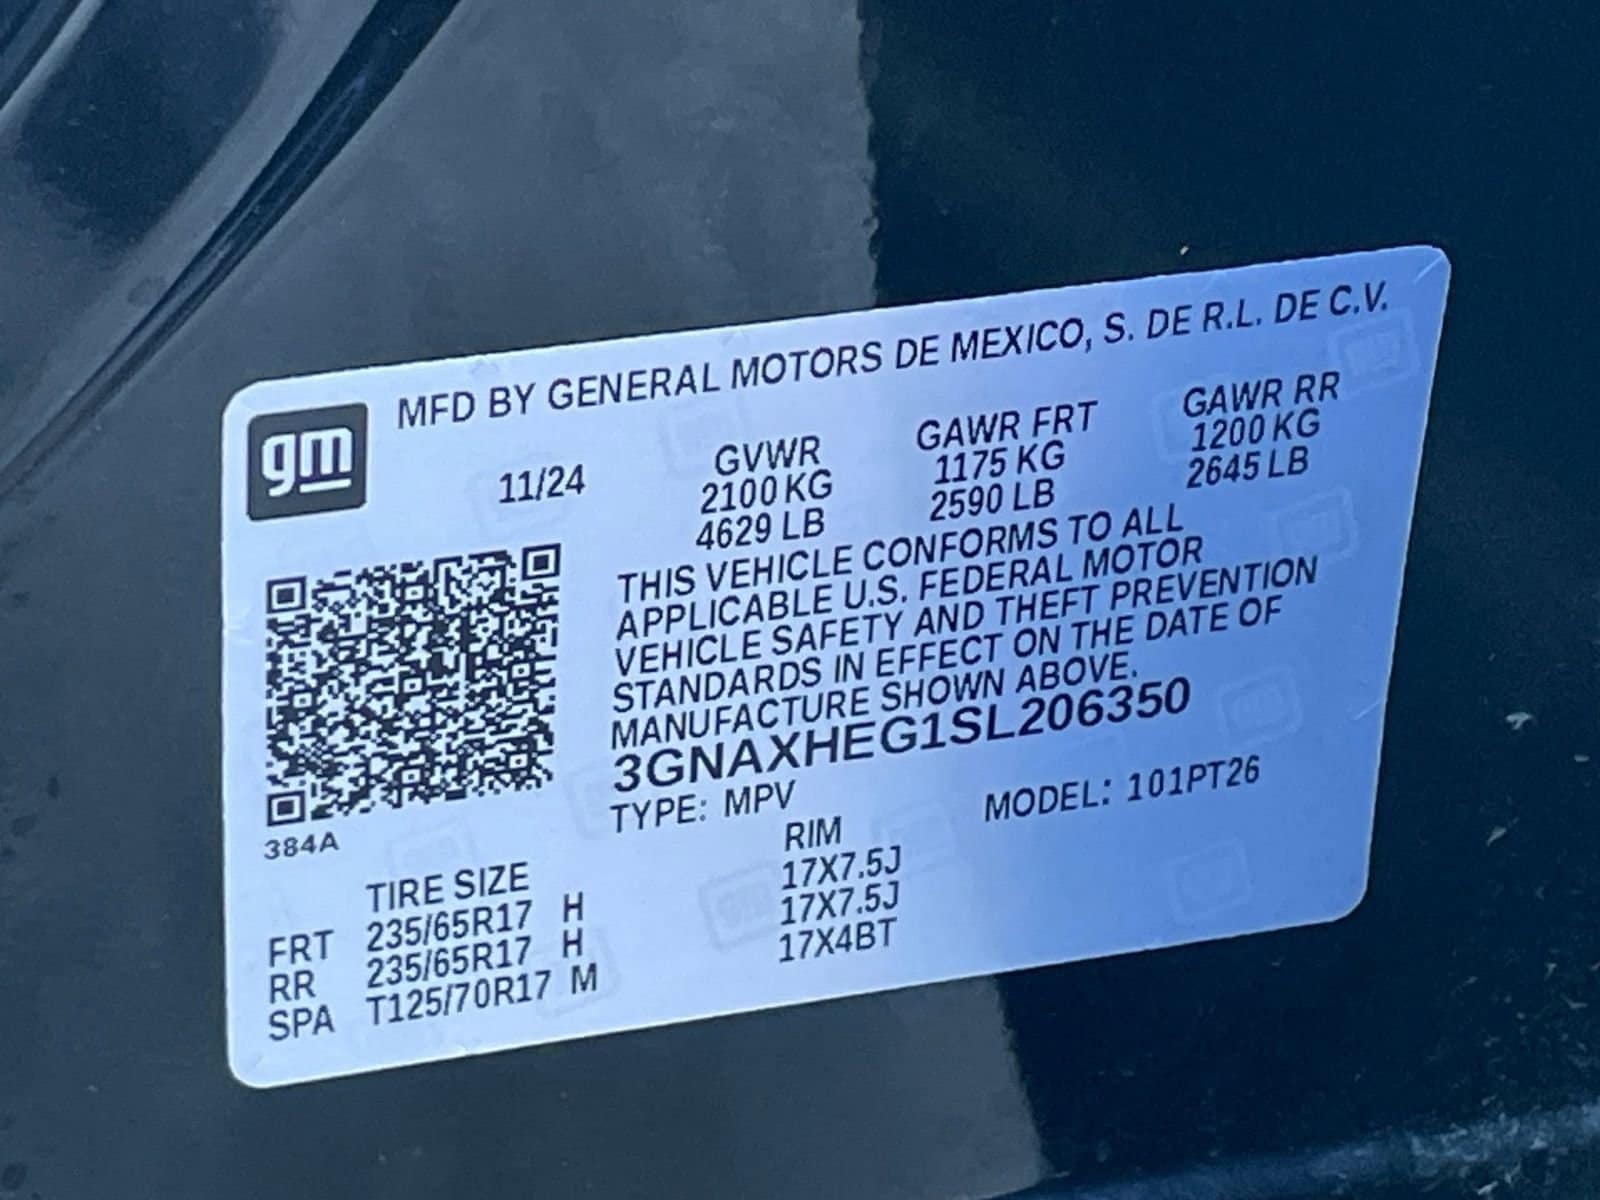 MFD BY GENERAL MOTORS DE MEXICO, S. DE R.L. DE C.V.
gm
11/24
GVWR GAWR FRT GAWR RR
2100 KG 1175 KG 1200 KG
4629 LB 2590 LB 2645 LB
THIS VEHICLE CONFORMS TO ALL
APPLICABLE U.S. FEDERAL MOTOR
VEHICLE SAFETY AND THEFT PREVENTION
STANDARDS IN EFFECT ON THE DATE OF
MANUFACTURE SHOWN ABOVE.
3GNAXHEG1SL206350
TYPE: MPV MODEL: 101PT26
384A
TIRE SIZE RIM
FRT 235/65R17 H 17X7.5J
RR 235/65R17 H 17X7.5J
SPA T125/70R17 M 17X4BT